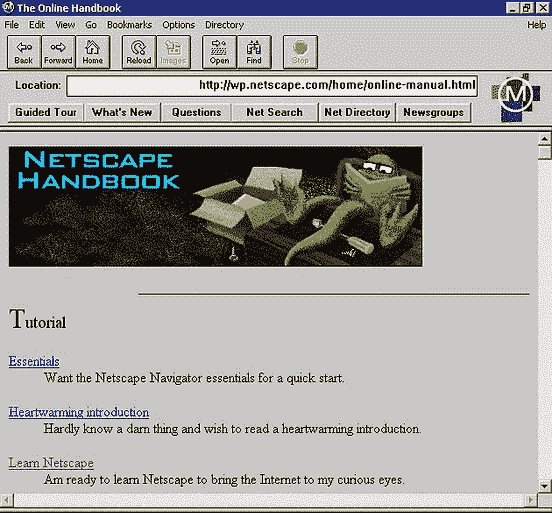 The Online Handbook
File Edit View Go Bookmarks Options Directory Help
Back Forward Home Reload Images Open Find Stop
Location: http://wp.netscape.com/home/online-manual.html
M
Guided Tour What's New Questions Net Search Net Directory Newsgroups
NETSCAPE
HANDBOOK
Tutorial
Essentials
Want the Netscape Navigator essentials for a quick start.
Heartwarming introduction
Hardly know a darn thing and wish to read a heartwarming introduction.
Learn Netscape
Am ready to learn Netscape to bring the Internet to my curious eyes.